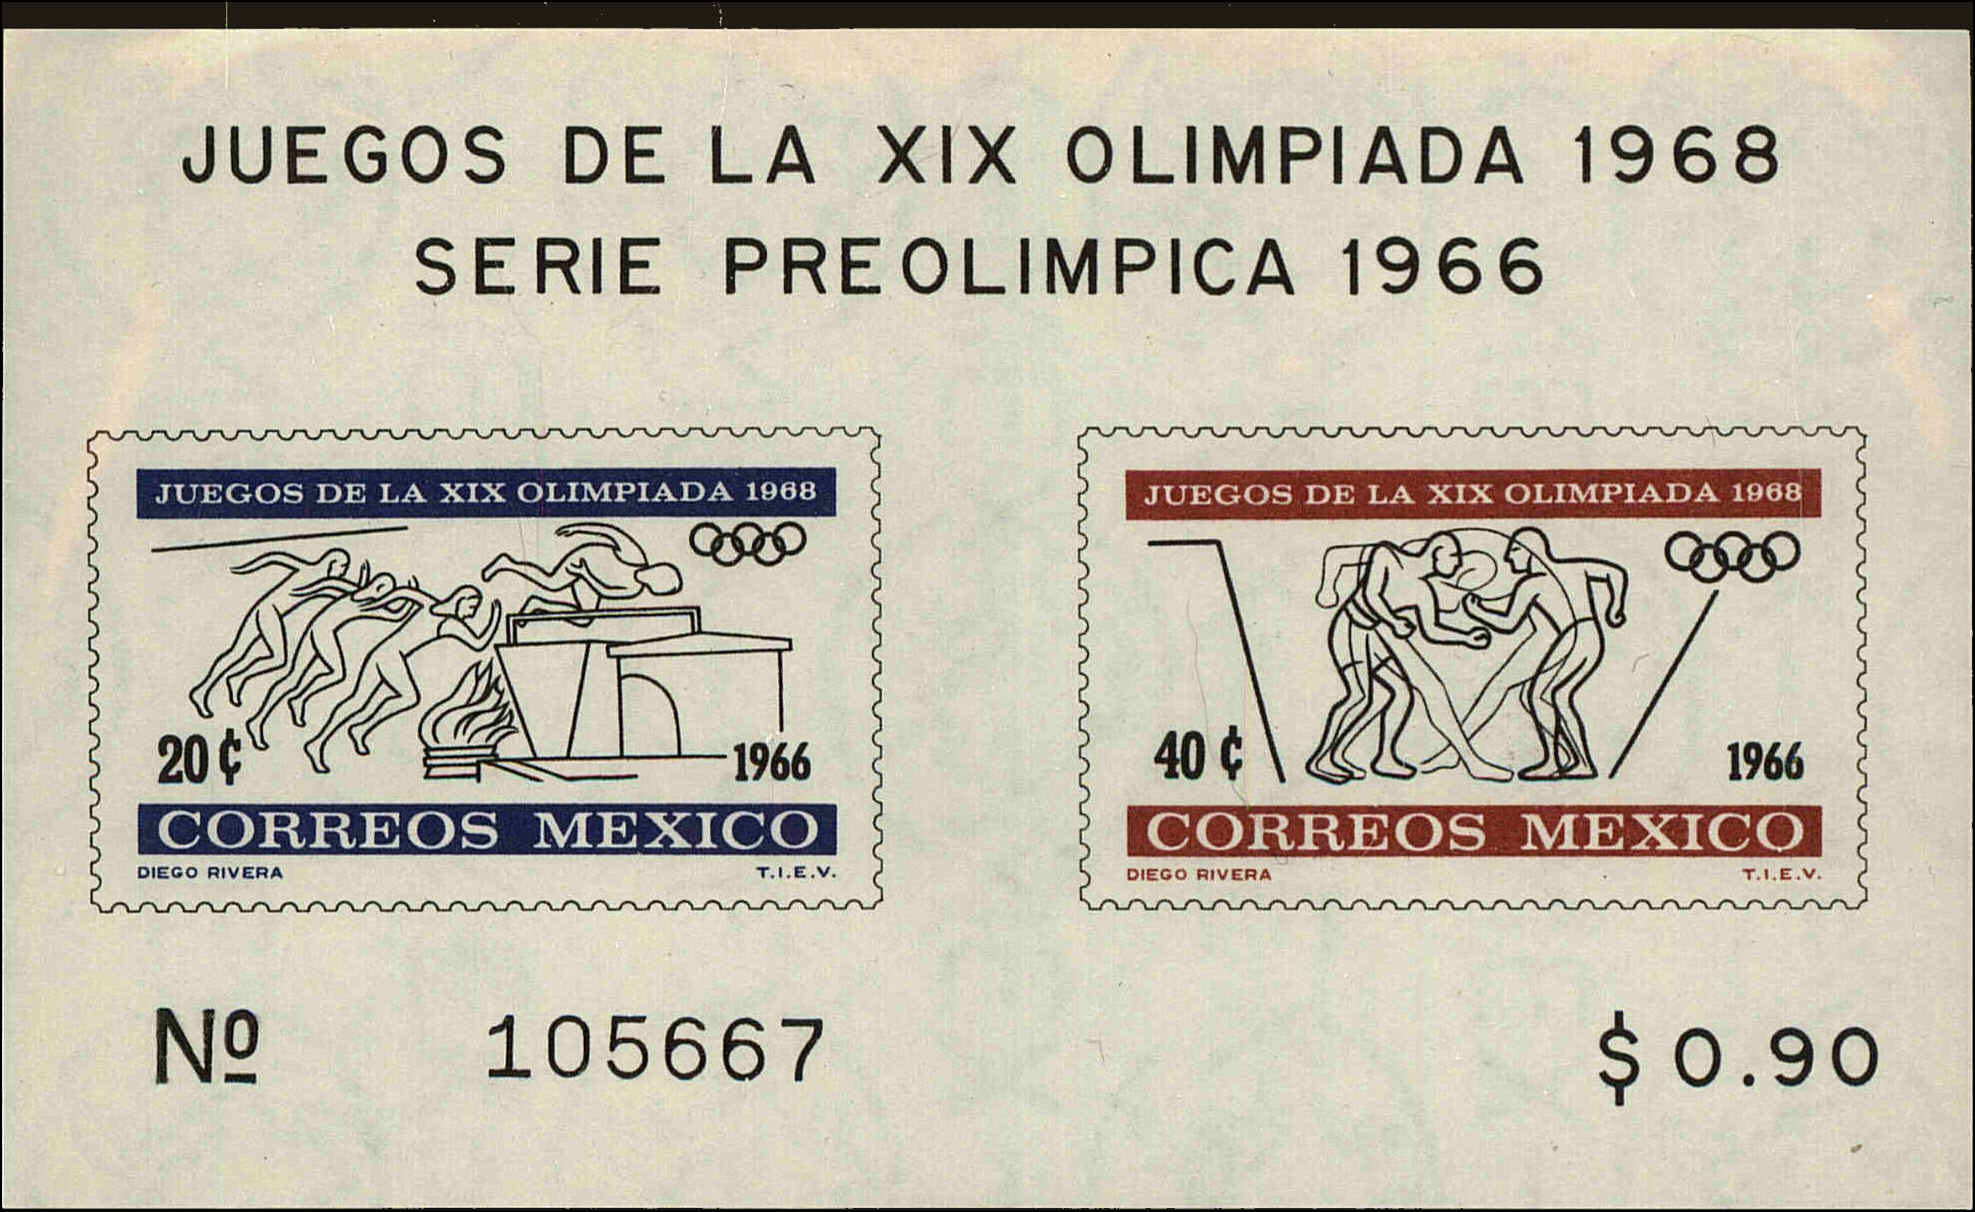 JUEGOS DE LA XIX OLIMPIADA 1968
SERIE PREOLIMPICA 1966
JUEGOS DE LA XIX OLIMPIADA 1968
20 ¢
1966
CORREOS MEXICO
DIEGO RIVERA T.I.E.V.
JUEGOS DE LA XIX OLIMPIADA 1968
40 ¢
1966
CORREOS MEXICO
DIEGO RIVERA T.I.E.V.
Nº 105667
$ 0.90